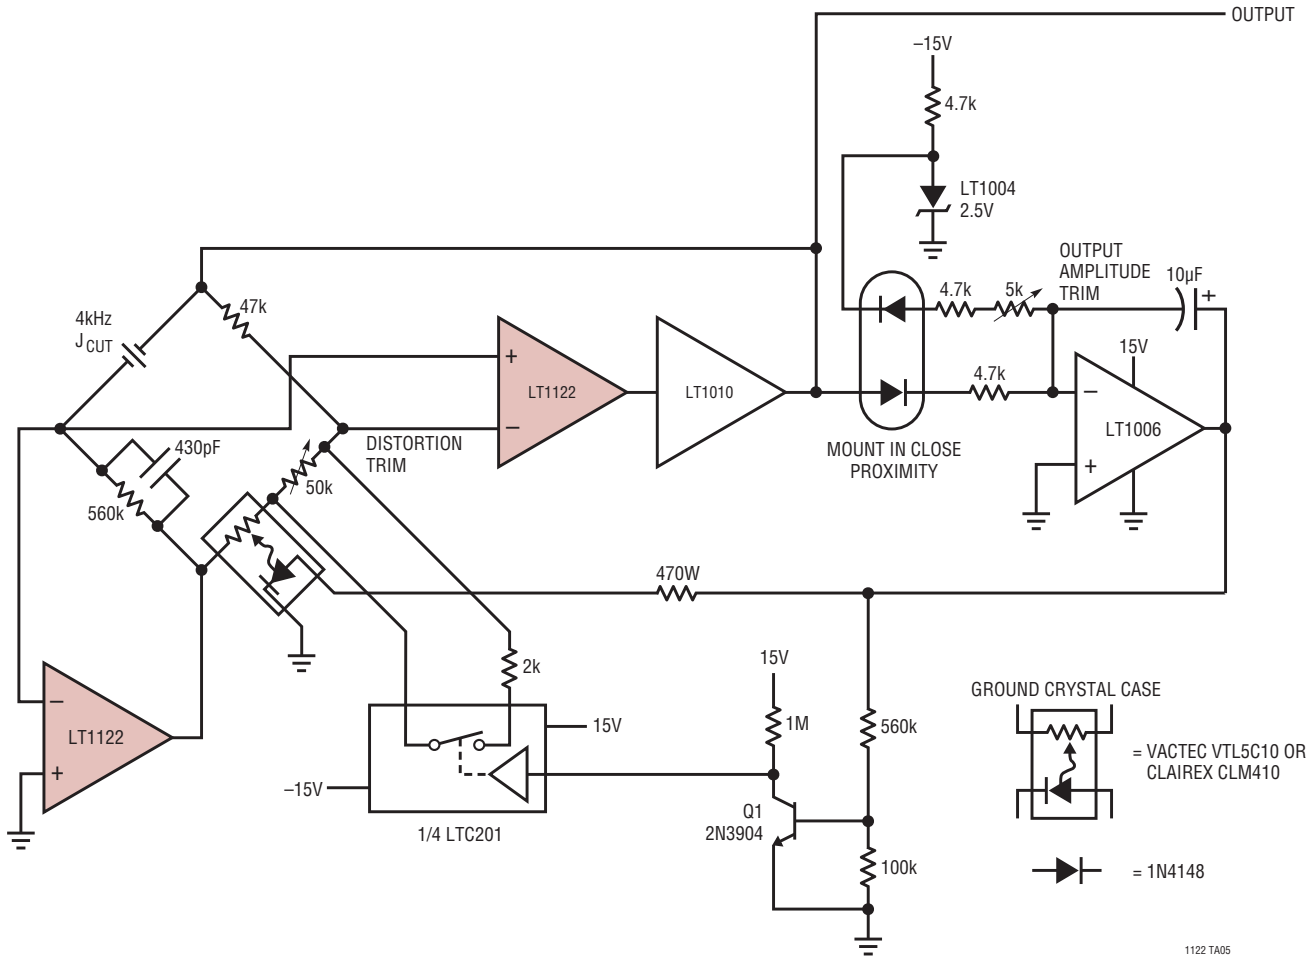 OUTPUT
–15V
4.7k
LT1004
2.5V
OUTPUT
AMPLITUDE
TRIM
10µF
+
4.7k
5k
47k
4kHz
JCUT
+
LT1122
–
LT1010
4.7k
15V
–
LT1006
+
MOUNT IN CLOSE
PROXIMITY
DISTORTION
TRIM
430pF
50k
560k
470W
–
LT1122
+
2k
15V
–15V
1/4 LTC201
15V
1M
560k
Q1
2N3904
100k
GROUND CRYSTAL CASE
= VACTEC VTL5C10 OR
CLAIREX CLM410
= 1N4148
1122 TA05